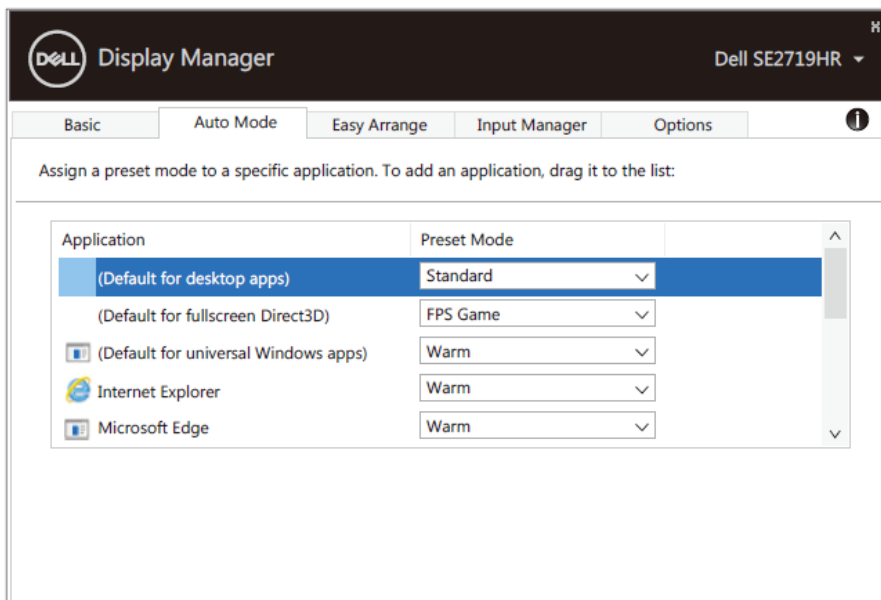 DELL Display Manager
Dell SE2719HR
Basic Auto Mode Easy Arrange Input Manager Options
Assign a preset mode to a specific application. To add an application, drag it to the list:
Application Preset Mode
(Default for desktop apps) Standard
(Default for fullscreen Direct3D) FPS Game
(Default for universal Windows apps) Warm
Internet Explorer Warm
Microsoft Edge Warm